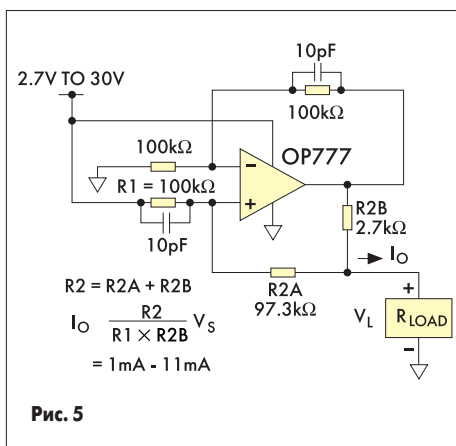 10pF
2.7V TO 30V
100kΩ
100kΩ
OP777
−
R1 = 100kΩ
+
R2B
2.7kΩ
10pF
IO
R2 = R2A + R2B
R2A
97.3kΩ
+
IO R2 VS
R1 × R2B
VL
RLOAD
= 1mA - 11mA
−
Рис. 5